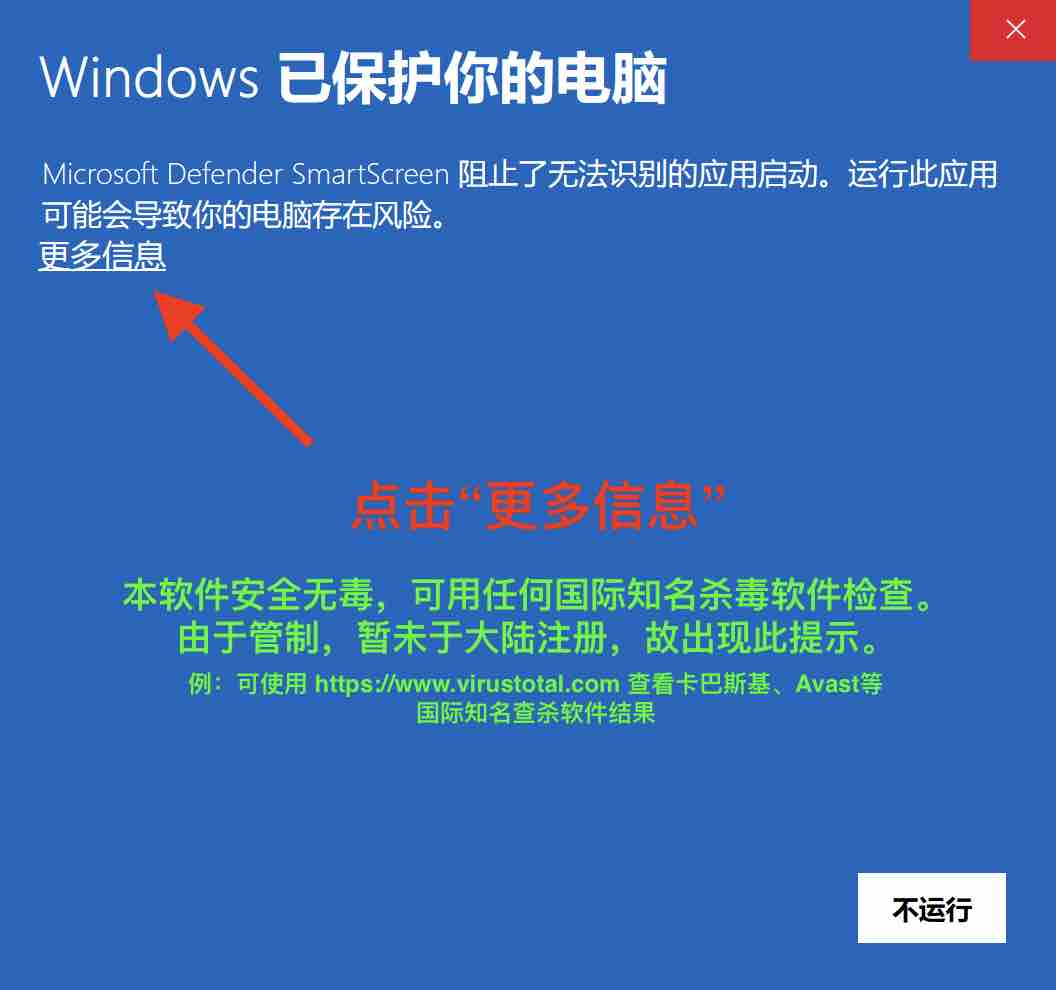 Windows 已保护你的电脑
Microsoft Defender SmartScreen 阻止了无法识别的应用启动。运行此应用
可能会导致你的电脑存在风险。
更多信息
点击“更多信息”
本软件安全无毒，可用任何国际知名杀毒软件检查。
由于管制，暂未于大陆注册，故出现此提示。
例：可使用 https://www.virustotal.com 查看卡巴斯基、Avast等
国际知名查杀软件结果
不运行